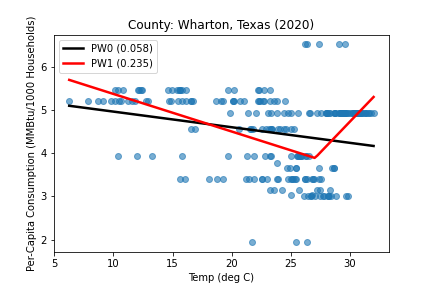 County: Wharton, Texas (2020)
PW0 (0.058)
PW1 (0.235)
Per-Capita Consumption (MMBtu/1000 Households)
6
5
4
3
2
5
10
15
20
25
30
Temp (deg C)